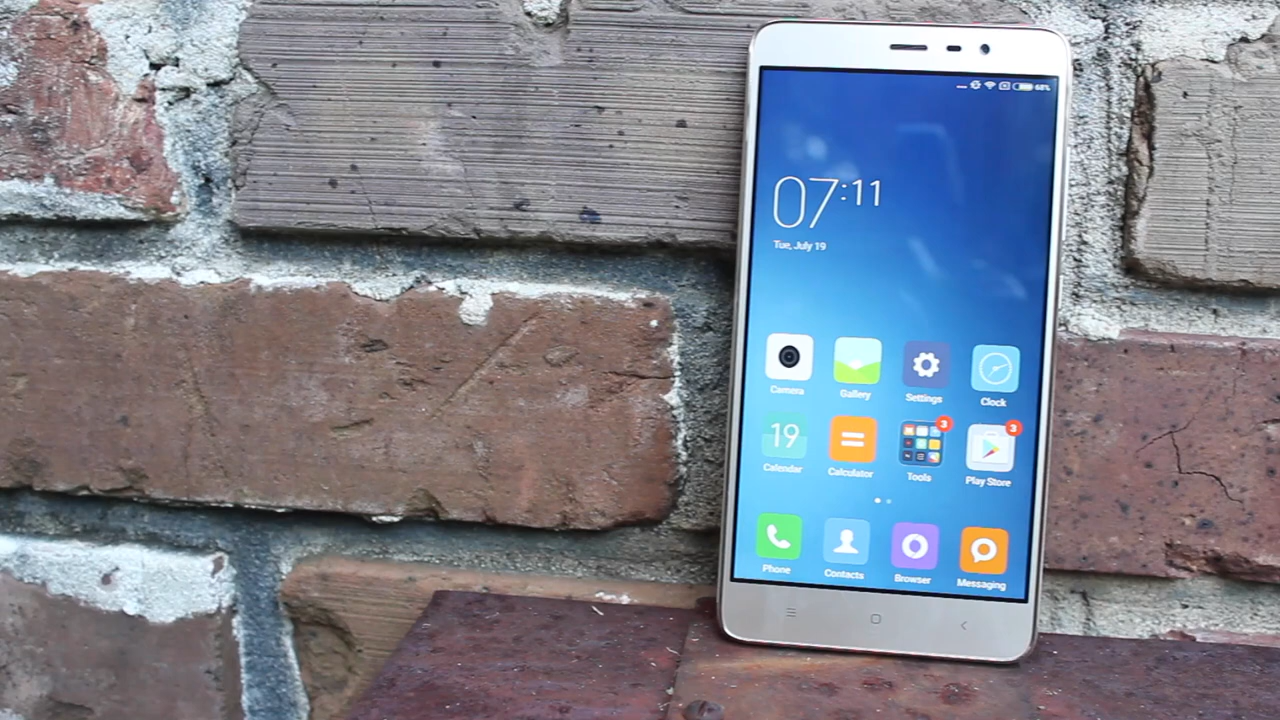 68%
07:11
Tue, July 19
Camera
Gallery
Settings
Clock
19
3
3
Calendar
Calculator
Tools
Play Store
Phone
Contacts
Browser
Messaging